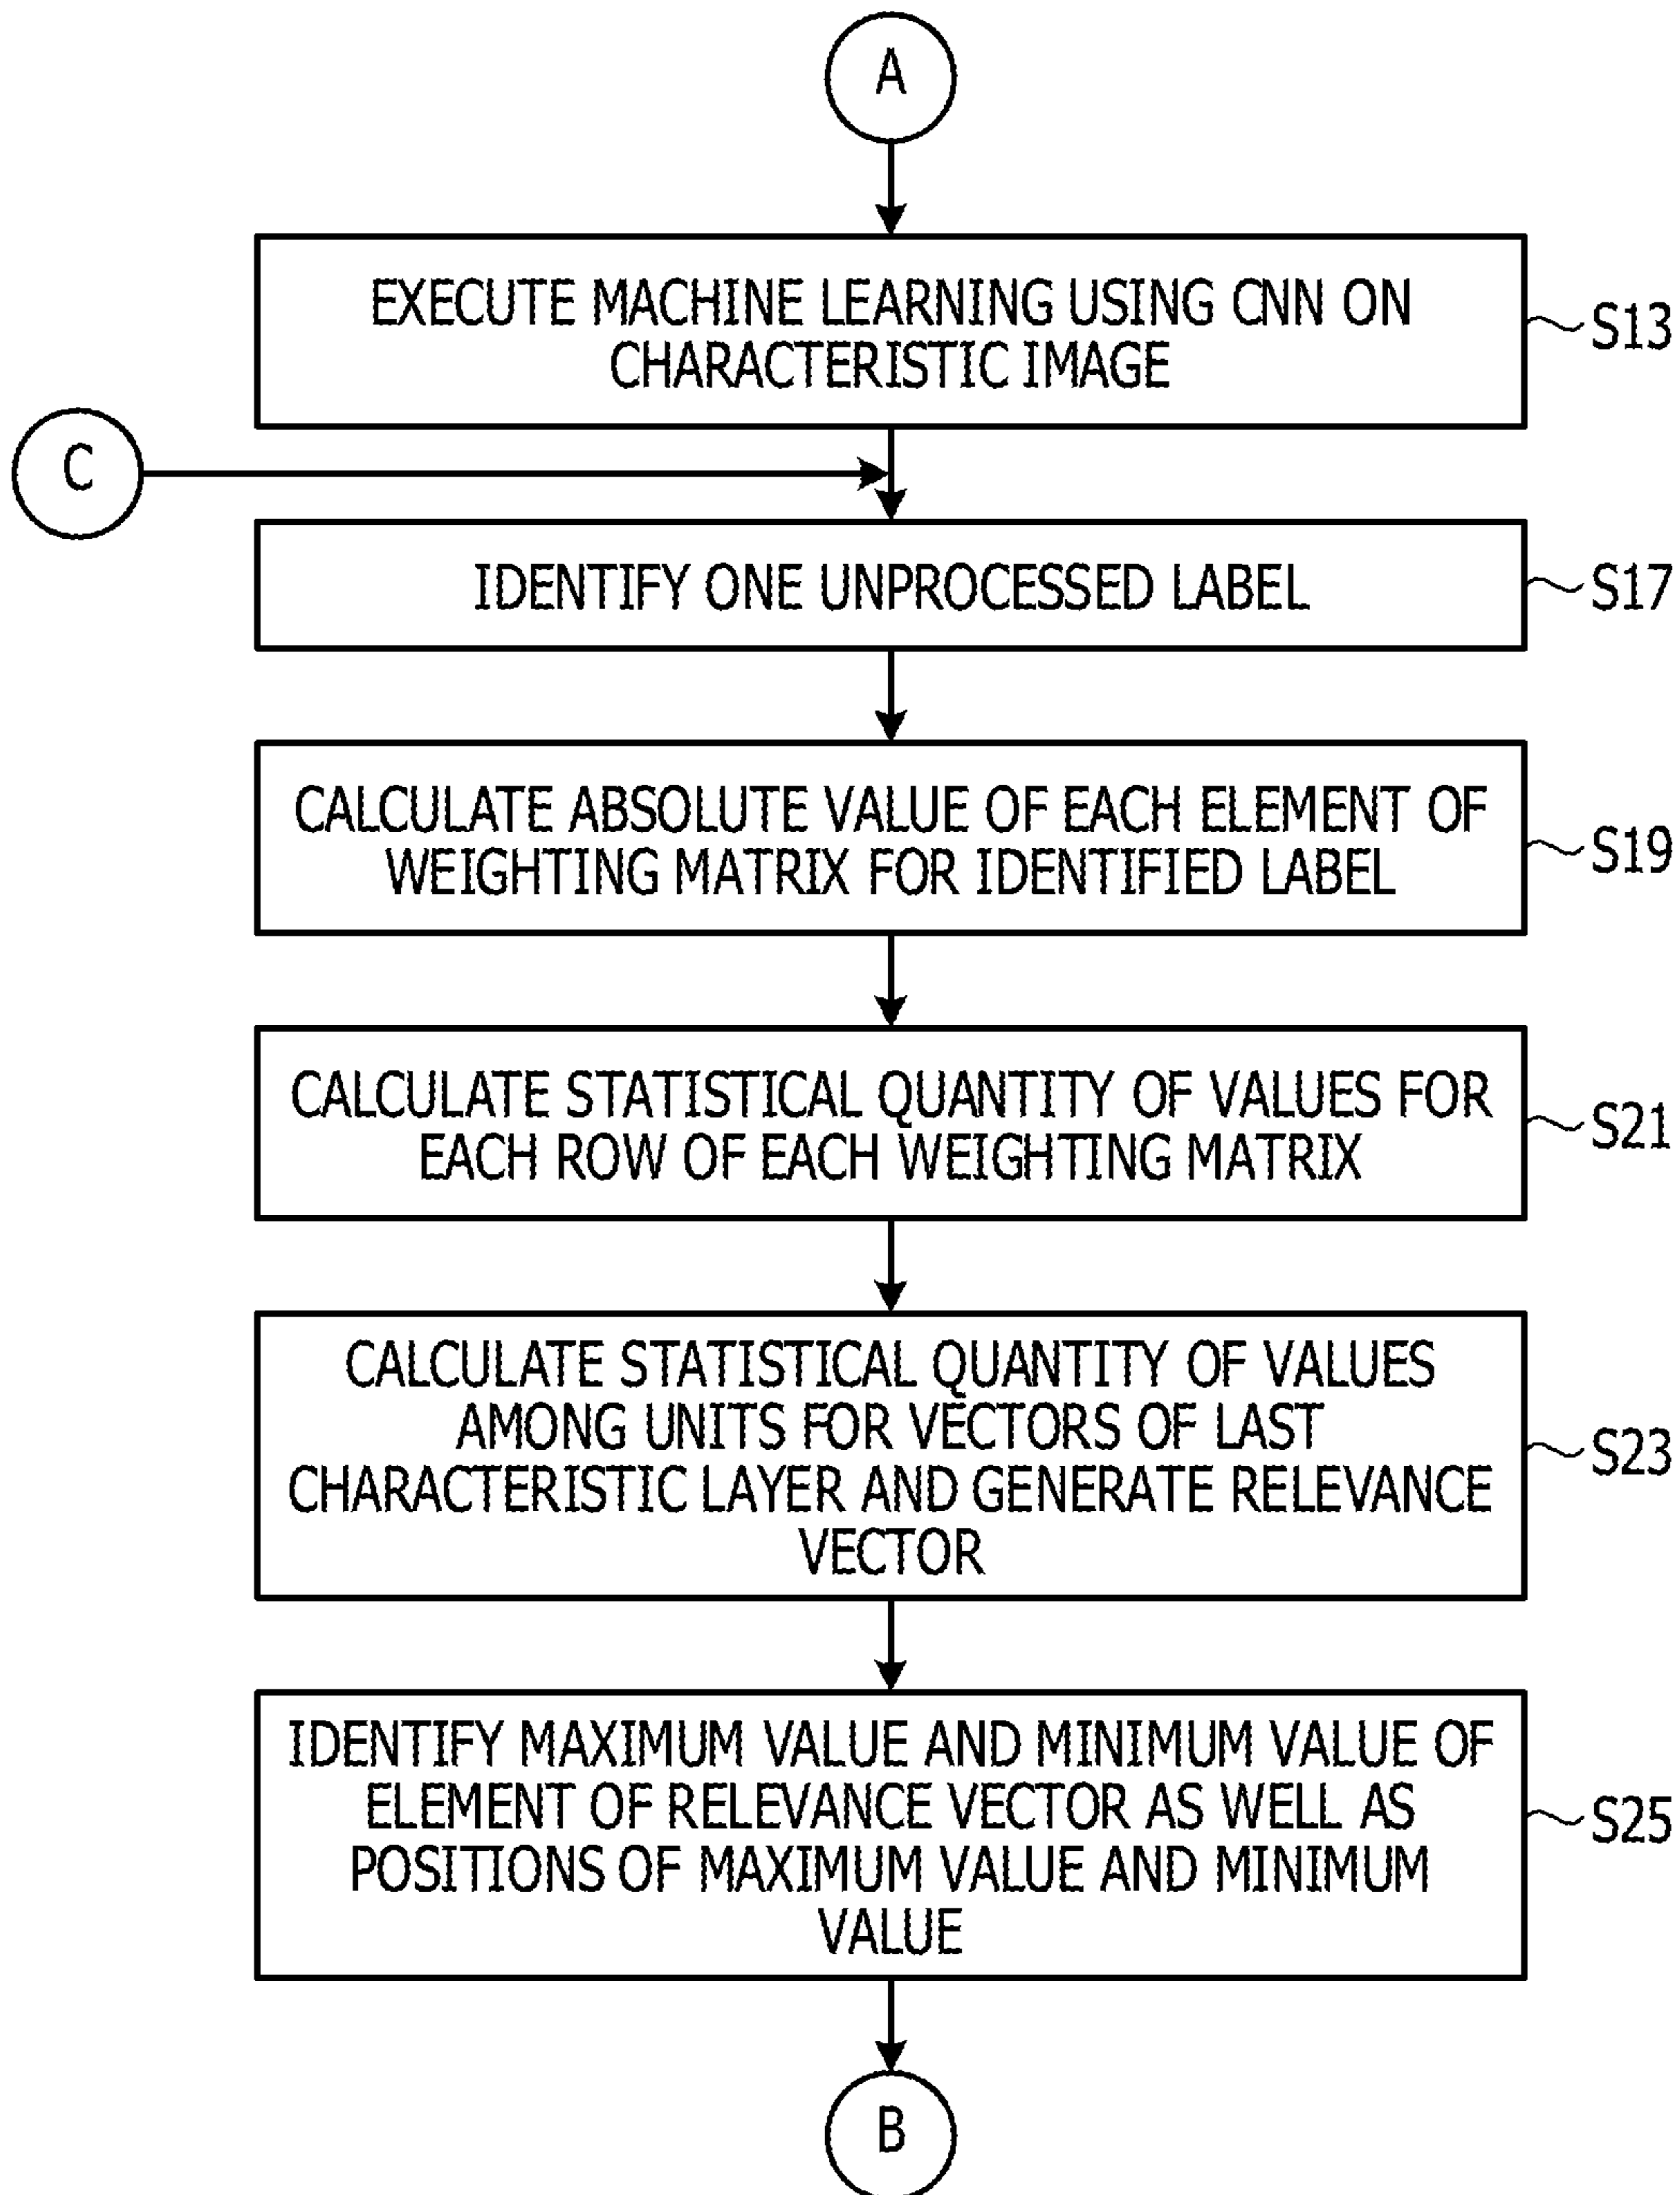 A
EXECUTE MACHINE LEARNING USING CNN ON
CHARACTERISTIC IMAGE
S13
C
IDENTIFY ONE UNPROCESSED LABEL
S17
CALCULATE ABSOLUTE VALUE OF EACH ELEMENT OF
WEIGHTING MATRIX FOR IDENTIFIED LABEL
S19
CALCULATE STATISTICAL QUANTITY OF VALUES FOR
EACH ROW OF EACH WEIGHTING MATRIX
S21
CALCULATE STATISTICAL QUANTITY OF VALUES
AMONG UNITS FOR VECTORS OF LAST
CHARACTERISTIC LAYER AND GENERATE RELEVANCE
VECTOR
S23
IDENTIFY MAXIMUM VALUE AND MINIMUM VALUE OF
ELEMENT OF RELEVANCE VECTOR AS WELL AS
POSITIONS OF MAXIMUM VALUE AND MINIMUM
VALUE
S25
B